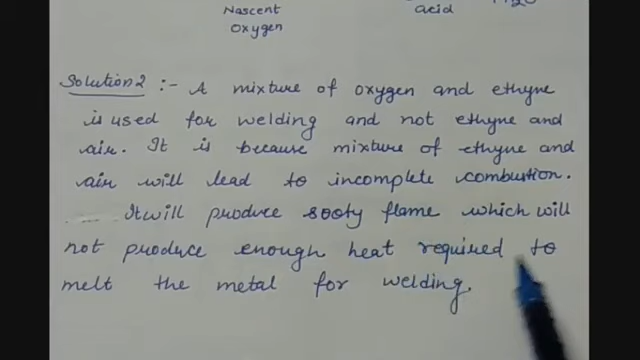 Nascent acid
Oxygen
Solution 2 :- A mixture of oxygen and ethyne
is used for welding and not ethyne and
air. It is because mixture of ethyne and
air will lead to incomplete combustion.
It will produce sooty flame which will
not produce enough heat required to
melt the metal for welding.